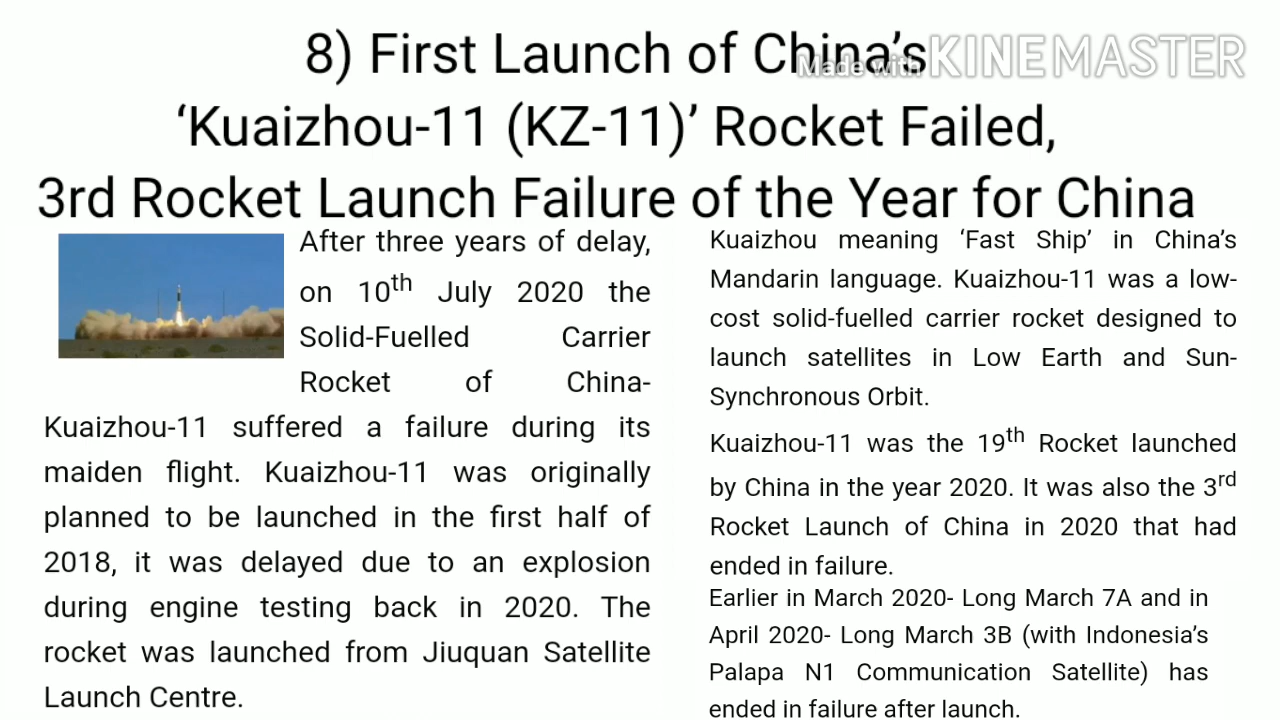 8) First Launch of China’s
Made with KINEMASTER
‘Kuaizhou-11 (KZ-11)’ Rocket Failed,
3rd Rocket Launch Failure of the Year for China
After three years of delay,
on 10th July 2020 the
Solid-Fuelled Carrier
Rocket of China-
Kuaizhou-11 suffered a failure during its
maiden flight. Kuaizhou-11 was originally
planned to be launched in the first half of
2018, it was delayed due to an explosion
during engine testing back in 2020. The
rocket was launched from Jiuquan Satellite
Launch Centre.
Kuaizhou meaning ‘Fast Ship’ in China’s
Mandarin language. Kuaizhou-11 was a low-
cost solid-fuelled carrier rocket designed to
launch satellites in Low Earth and Sun-
Synchronous Orbit.
Kuaizhou-11 was the 19th Rocket launched
by China in the year 2020. It was also the 3rd
Rocket Launch of China in 2020 that had
ended in failure.
Earlier in March 2020- Long March 7A and in
April 2020- Long March 3B (with Indonesia’s
Palapa N1 Communication Satellite) has
ended in failure after launch.